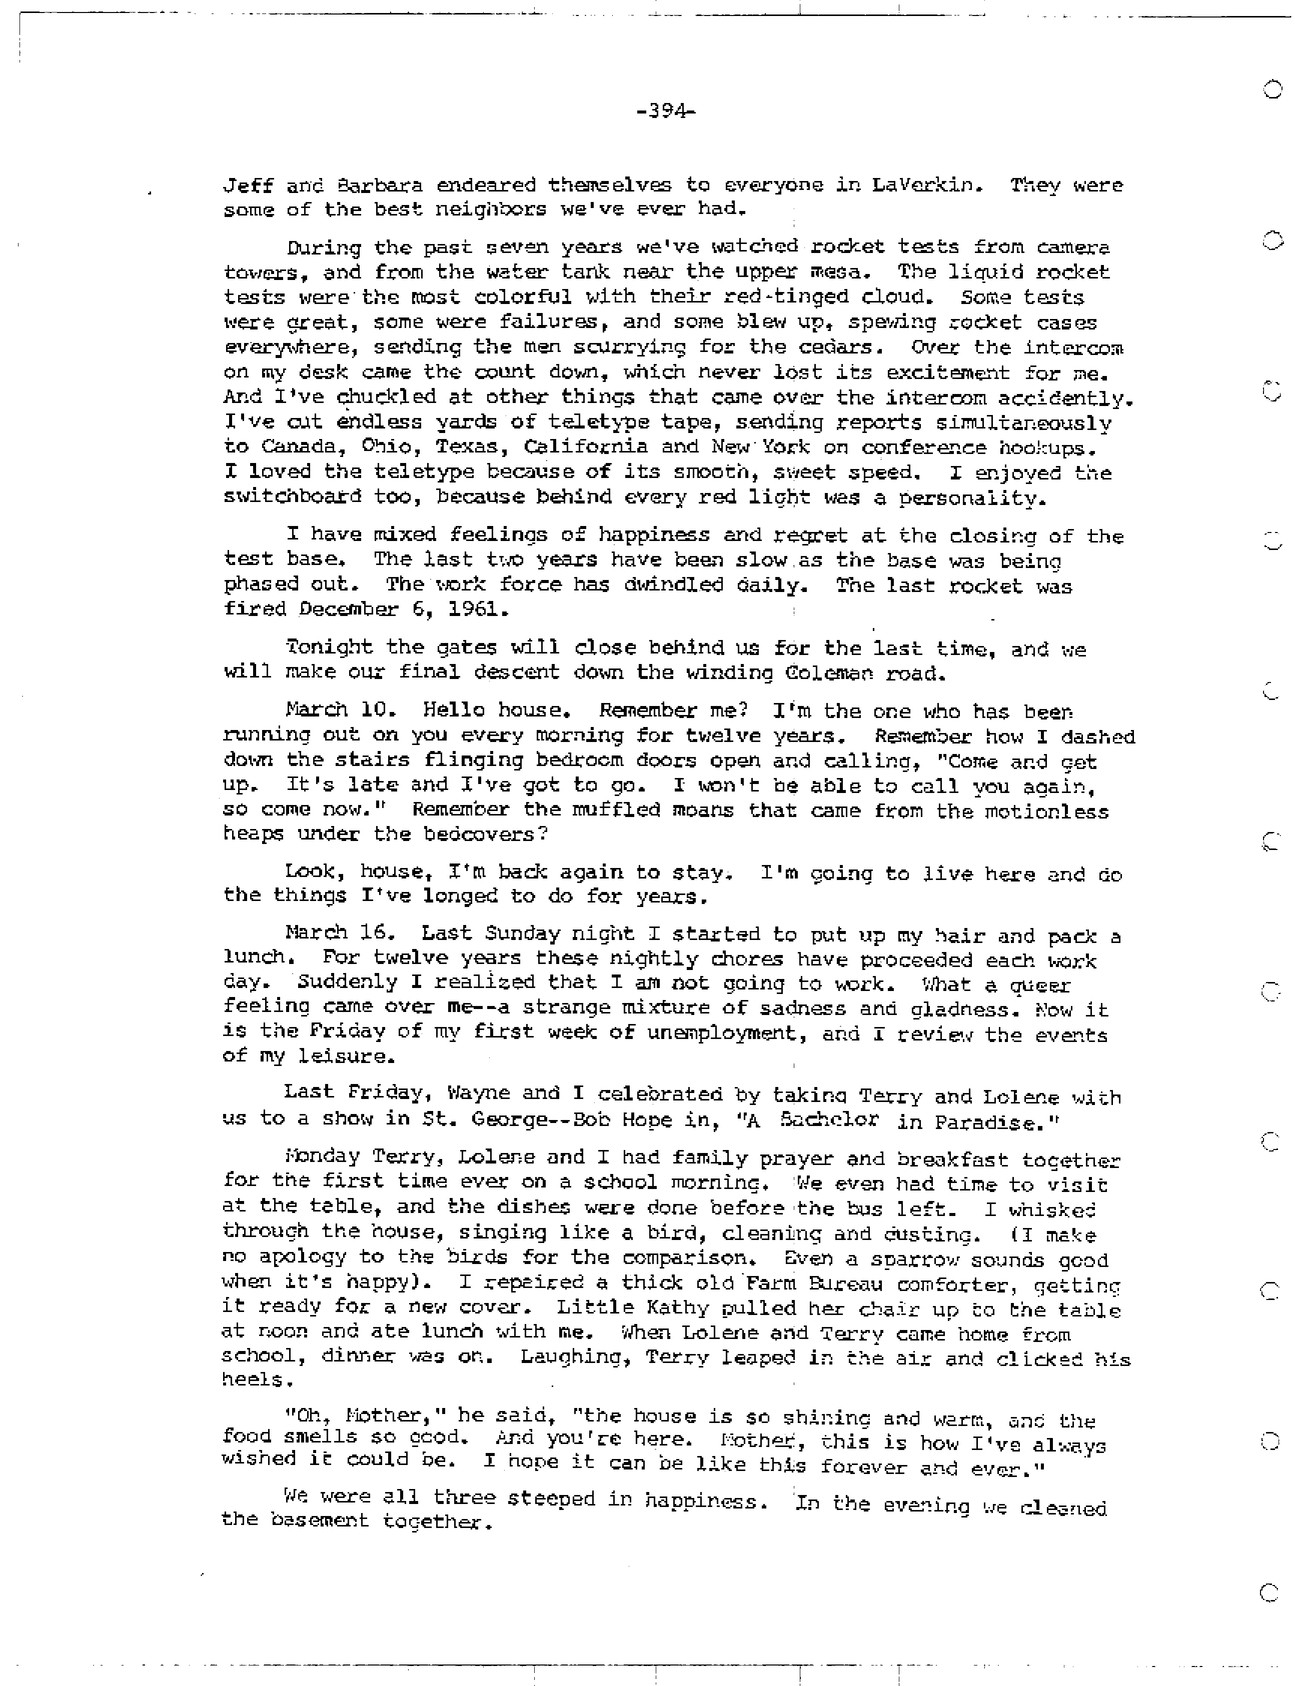 -394-
Jeff and Barbara endeared themselves to everyone in LaVerkin. They were
some of the best neighbors we've ever had.
During the past seven years we've watched rocket tests from camera
towers, and from the water tank near the upper mesa. The liquid rocket
tests were the most colorful with their red-tinged cloud. Some tests
were great, some were failures, and some blew up, spewing rocket cases
everywhere, sending the men scurrying for the cedars. Over the intercom
on my desk came the count down, which never lost its excitement for me.
And I've chuckled at other things that came over the intercom accidently.
I've cut endless yards of teletype tape, sending reports simultaneously
to Canada, Ohio, Texas, California and New York on conference hookups.
I loved the teletype because of its smooth, sweet speed. I enjoyed the
switchboard too, because behind every red light was a personality.
I have mixed feelings of happiness and regret at the closing of the
test base. The last two years have been slow as the base was being
phased out. The work force has dwindled daily. The last rocket was
fired December 6, 1961.
Tonight the gates will close behind us for the last time, and we
will make our final descent down the winding Coleman road.
March 10. Hello house. Remember me? I'm the one who has been
running out on you every morning for twelve years. Remember how I dashed
down the stairs flinging bedroom doors open and calling, "Come and get
up. It's late and I've got to go. I won't be able to call you again,
so come now." Remember the muffled moans that came from the motionless
heaps under the bedcovers?
Look, house, I'm back again to stay. I'm going to live here and do
the things I've longed to do for years.
March 16. Last Sunday night I started to put up my hair and pack a
lunch. For twelve years these nightly chores have proceeded each work
day. Suddenly I realized that I am not going to work. What a queer
feeling came over me--a strange mixture of sadness and gladness. Now it
is the Friday of my first week of unemployment, and I review the events
of my leisure.
Last Friday, Wayne and I celebrated by taking Terry and Lolene with
us to a show in St. George--Bob Hope in, "A Bachelor in Paradise."
Monday Terry, Lolene and I had family prayer and breakfast together
for the first time ever on a school morning. We even had time to visit
at the table, and the dishes were done before the bus left. I whisked
through the house, singing like a bird, cleaning and dusting. (I make
no apology to the birds for the comparison. Even a sparrow sounds good
when it's happy). I repaired a thick old Farm Bureau comforter, getting
it ready for a new cover. Little Kathy pulled her chair up to the table
at noon and ate lunch with me. When Lolene and Terry came home from
school, dinner was on. Laughing, Terry leaped in the air and clicked his
heels.
"Oh, Mother," he said, "the house is so shining and warm, and the
food smells so good. And you're here. Mother, this is how I've always
wished it could be. I hope it can be like this forever and ever."
We were all three steeped in happiness. In the evening we cleaned
the basement together.